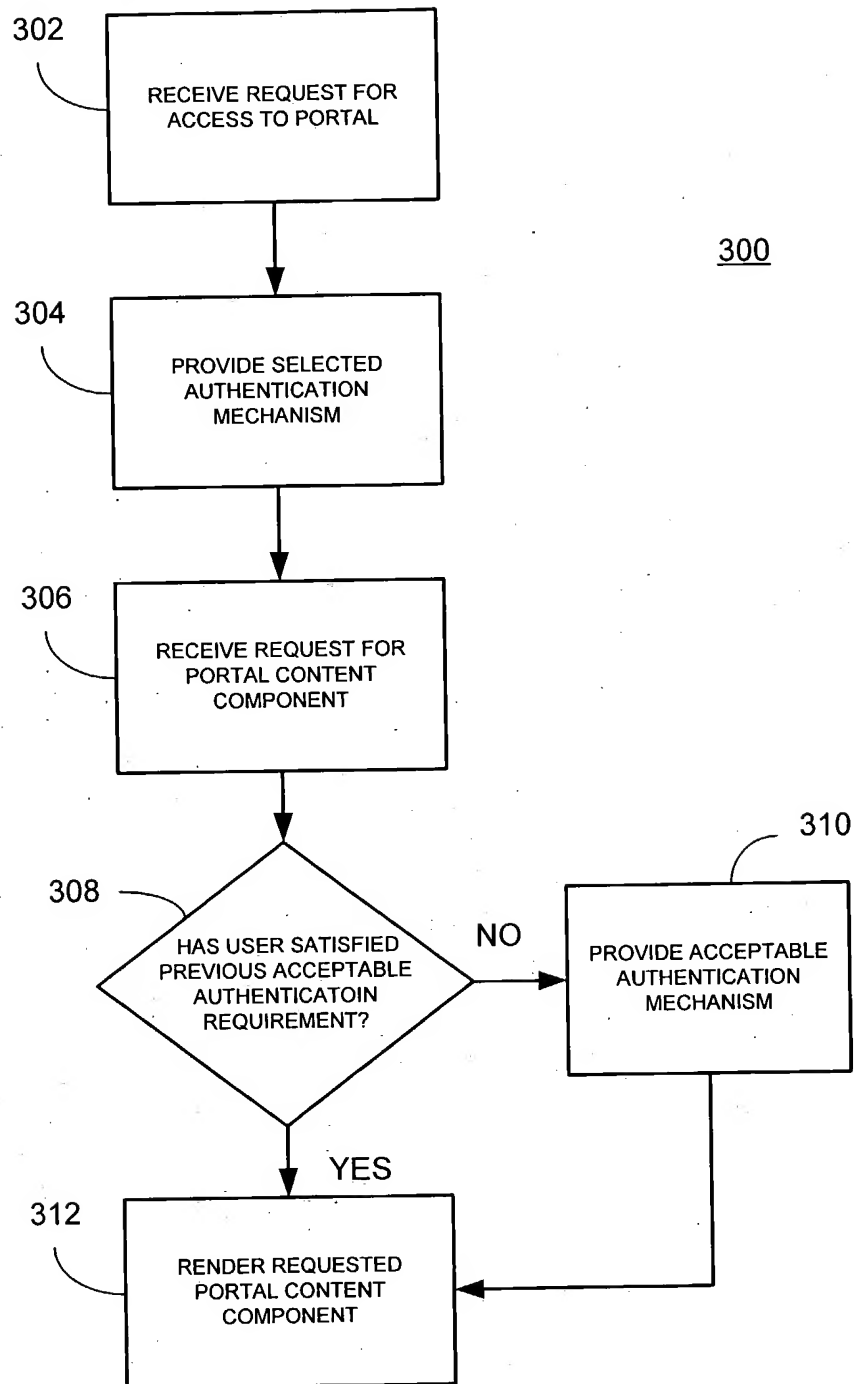 302
RECEIVE REQUEST FOR
ACCESS TO PORTAL
300
304
PROVIDE SELECTED
AUTHENTICATION
MECHANISM
306
RECEIVE REQUEST FOR
PORTAL CONTENT
COMPONENT
308
HAS USER SATISFIED
PREVIOUS ACCEPTABLE
AUTHENTICATOIN
REQUIREMENT?
NO
310
PROVIDE ACCEPTABLE
AUTHENTICATION
MECHANISM
YES
312
RENDER REQUESTED
PORTAL CONTENT
COMPONENT